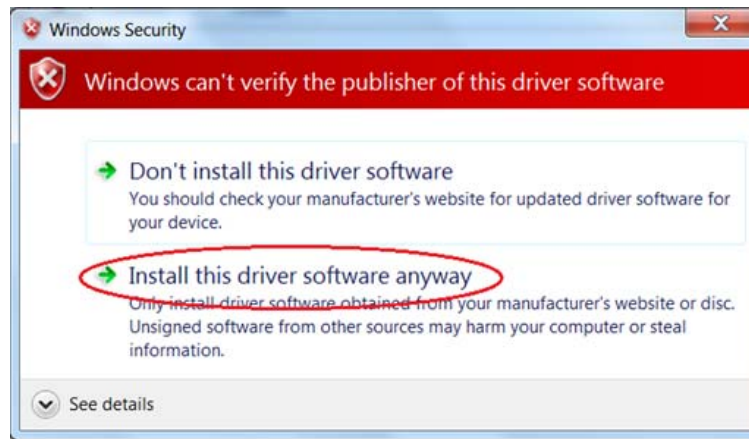 Windows Security
Windows can't verify the publisher of this driver software
Don't install this driver software
You should check your manufacturer's website for updated driver software for
your device.
Install this driver software anyway
Only install driver software obtained from your manufacturer's website or disc.
Unsigned software from other sources may harm your computer or steal
information.
See details